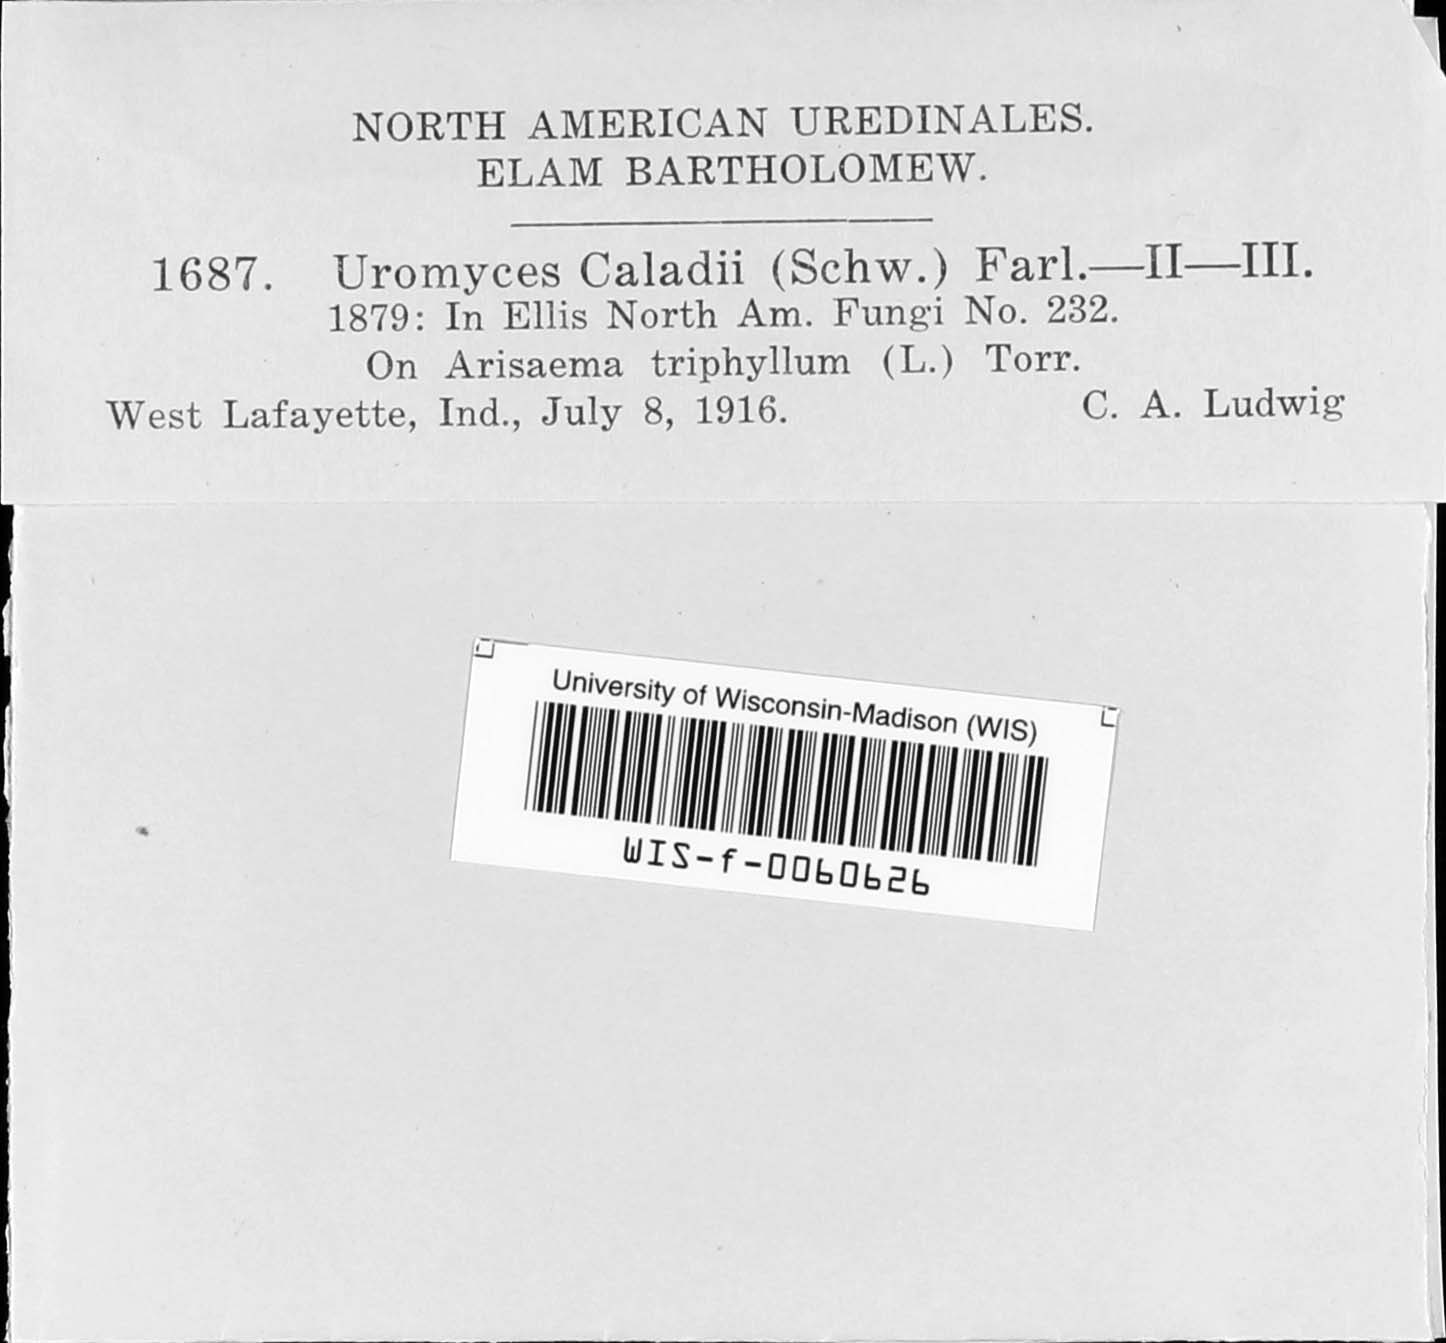 NORTH AMERICAN UREDINALES.
ELAM BARTHOLOMEW.
1687. Uromyces Caladii (Schw.) Farl.—II—III.
1879: In Ellis North Am. Fungi No. 232.
On Arisaema triphyllum (L.) Torr.
West Lafayette, Ind., July 8, 1916. C. A. Ludwig
University of Wisconsin-Madison (WIS)
WIS-f-0060626